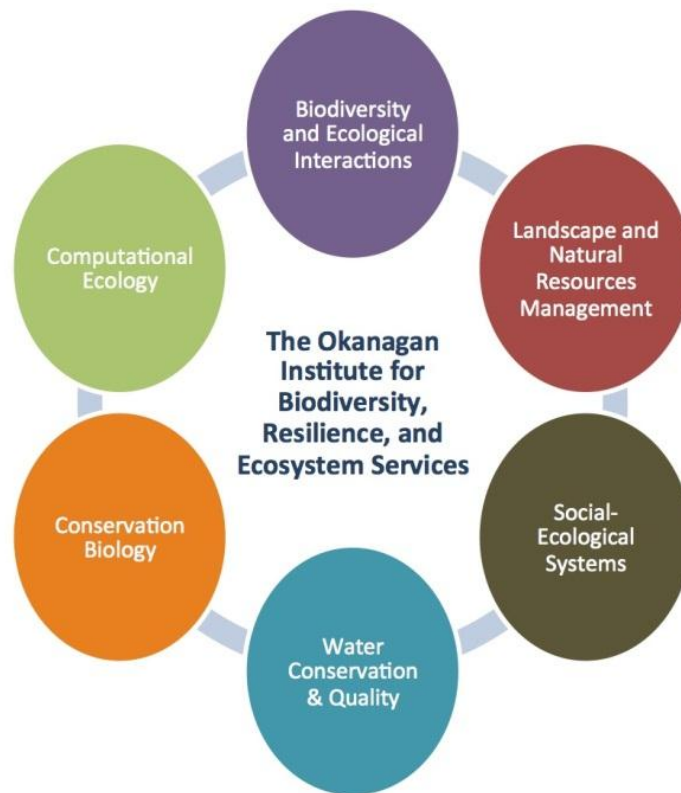 Biodiversity
and Ecological
Interactions
Landscape and
Natural
Resources
Management
Social-
Ecological
Systems
Water
Conservation
& Quality
Conservation
Biology
Computational
Ecology
The Okanagan
Institute for
Biodiversity,
Resilience, and
Ecosystem Services